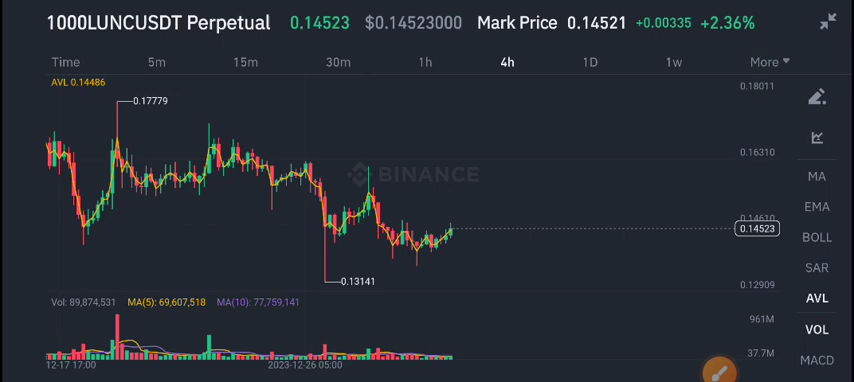 1000LUNCUSDT Perpetual 0.14523 $0.14523000 Mark Price 0.14521 +0.00335 +2.36%
Time 5m 15m 30m 1h 4h 1D 1w More
AVL 0.14486
0.18011
0.17779
0.16310
BINANCE
MA
EMA
0.14610
0.14523
BOLL
SAR
0.13141
0.12909
AVL
Vol: 89,874,531 MA(5): 69,607,518 MA(10): 77,759,141
961M
VOL
37.7M
MACD
12-17 17:00 2023-12-26 05:00